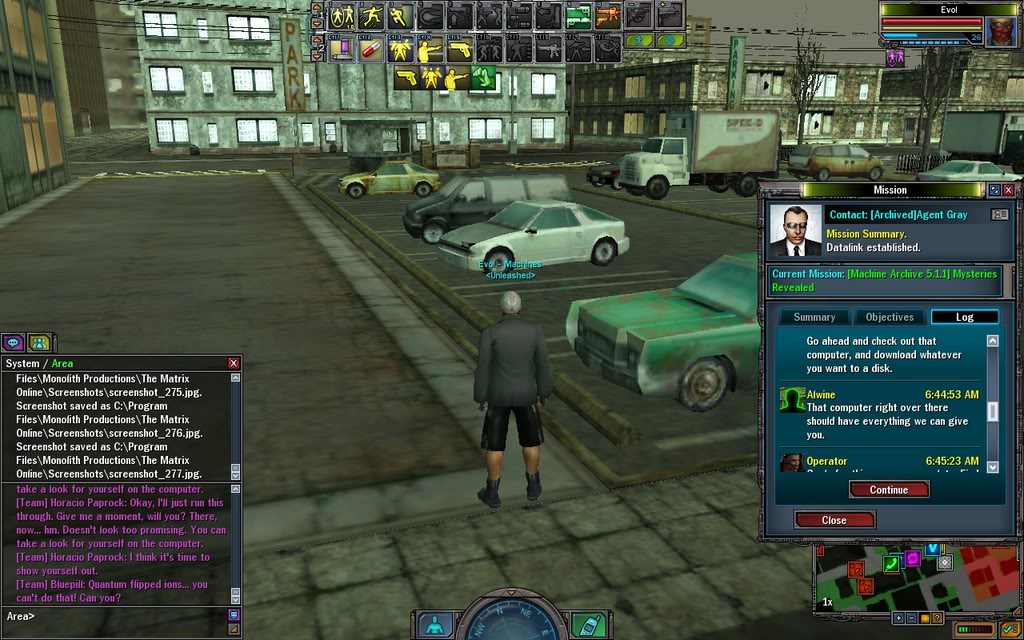 Evol
26
PARK
PARKING
SPEE-D
Mission
Contact: [Archived]Agent Gray
Mission Summary.
Datalink established.
Current Mission: [Machine Archive 5.1.1] Mysteries
Revealed
Summary
Objectives
Log
Go ahead and check out that
computer, and download whatever
you want to a disk.
Alwine
6:44:53 AM
That computer right over there
should have everything we can give
you.
Operator
6:45:23 AM
Continue
Close
Evol - Machines
<Unleashed>
System / Area
Files\Monolith Productions\The Matrix
Online\Screenshots\screenshot_275.jpg.
Screenshot saved as C:\Program
Files\Monolith Productions\The Matrix
Online\Screenshots\screenshot_276.jpg.
Screenshot saved as C:\Program
Files\Monolith Productions\The Matrix
Online\Screenshots\screenshot_277.jpg.
take a look for yourself on the computer.
[Team] Horacio Paprock: Okay, I'll just run this
through. Give me a moment, will you? There,
now... hm. Doesn't look too promising. You can
take a look for yourself on the computer.
[Team] Horacio Paprock: I think it's time to
show yourself out.
[Team] Bluepill: Quantum flipped ions... you
can't do that! Can you?
Area>
NW
N
NE
E
1x